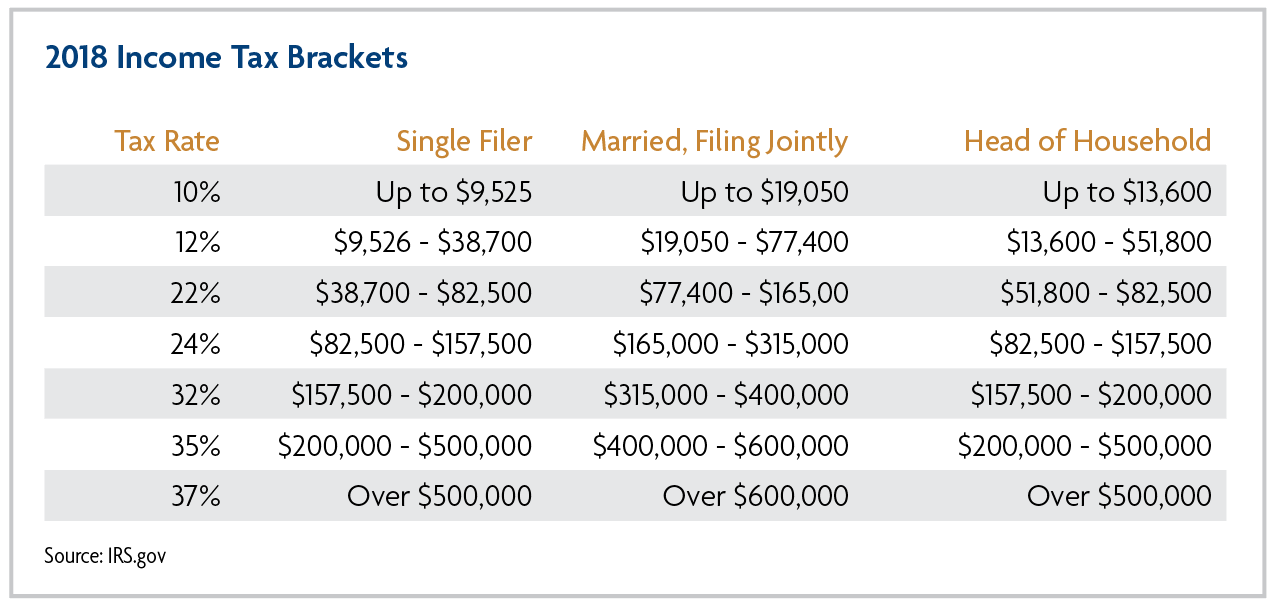 2018 Income Tax Brackets
Tax Rate Single Filer Married, Filing Jointly Head of Household
10% Up to $9,525 Up to $19,050 Up to $13,600
12% $9,526 - $38,700 $19,050 - $77,400 $13,600 - $51,800
22% $38,700 - $82,500 $77,400 - $165,00 $51,800 - $82,500
24% $82,500 - $157,500 $165,000 - $315,000 $82,500 - $157,500
32% $157,500 - $200,000 $315,000 - $400,000 $157,500 - $200,000
35% $200,000 - $500,000 $400,000 - $600,000 $200,000 - $500,000
37% Over $500,000 Over $600,000 Over $500,000
Source: IRS.gov